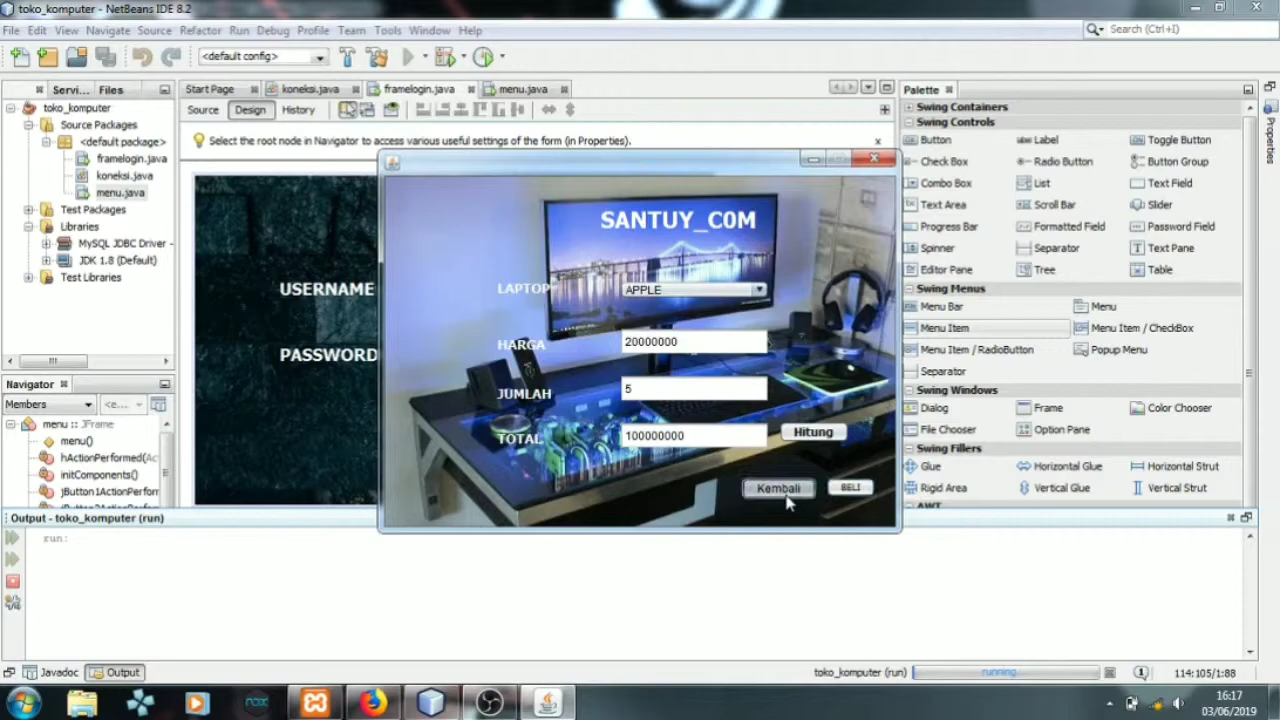 toko_komputer - NetBeans IDE 8.2
File Edit View Navigate Source Refactor Run Debug Profile Team Tools Window Help
Search (Ctrl+I)
<default config>
Servi... Files
Start Page koneksi.java framelogin.java menu.java
Palette
Source Design History
Select the root node in Navigator to access various useful settings of the form (in Properties).
toko_komputer
Source Packages
<default package>
framelogin.java
koneksi.java
menu.java
Test Packages
Libraries
MySQL JDBC Driver -
JDK 1.8 (Default)
Test Libraries
Navigator
Members <e...
menu :: JFrame
menu()
hActionPerformed(Ac
initComponents()
jButton1ActionPerform
USERNAME
PASSWORD
SANTUY_C0M
LAPTOP APPLE
HARGA 20000000
JUMLAH 5
TOTAL 100000000 Hitung
Kembali BELI
Swing Containers
Swing Controls
Button Label Toggle Button
Check Box Radio Button Button Group
Combo Box List Text Field
Text Area Scroll Bar Slider
Progress Bar Formatted Field Password Field
Spinner Separator Text Pane
Editor Pane Tree Table
Swing Menus
Menu Bar Menu
Menu Item Menu Item / CheckBox
Menu Item / RadioButton Popup Menu
Separator
Swing Windows
Dialog Frame Color Chooser
File Chooser Option Pane
Swing Fillers
Glue Horizontal Glue Horizontal Strut
Rigid Area Vertical Glue Vertical Strut
AWT
Properties
Output - toko_komputer (run)
run:
Javadoc Output
toko_komputer (run) running... 1 114:105/1:88
nox
16:17
03/06/2019